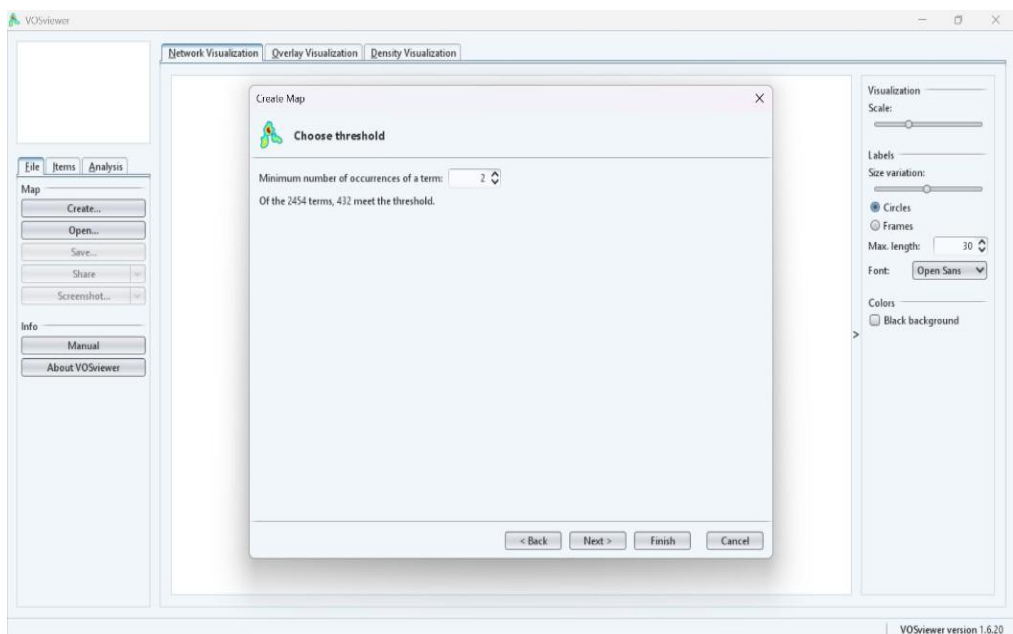 VOSviewer
Network Visualization Overlay Visualization Density Visualization
File Items Analysis
Map
Create...
Open...
Save...
Share
Screenshot...
Info
Manual
About VOSviewer
Create Map
Choose threshold
Minimum number of occurrences of a term: 2
Of the 2454 terms, 432 meet the threshold.
< Back Next > Finish Cancel
Visualization
Scale:
Labels
Size variation:
Circles
Frames
Max. length: 30
Font: Open Sans
Colors
Black background
>
VOSviewer version 1.6.20